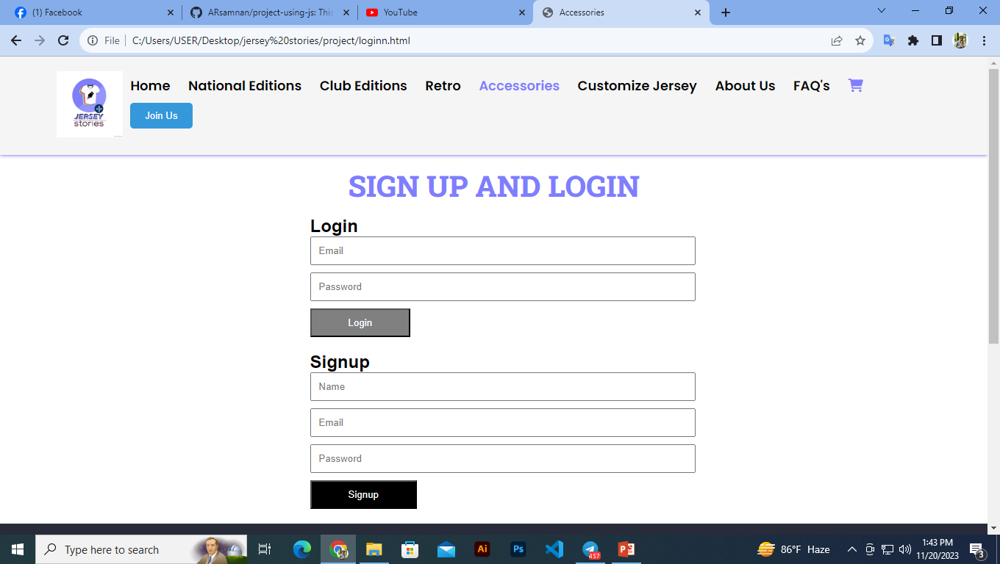 (1) Facebook
ARsamnan/project-using-js: This
YouTube
Accessories
File
C:/Users/USER/Desktop/jersey%20stories/project/loginn.html
JERSEY
stories
Home National Editions Club Editions Retro Accessories Customize Jersey About Us FAQ's
Join Us
SIGN UP AND LOGIN
Login
Email
Password
Login
Signup
Name
Email
Password
Signup
Type here to search
Ai
Ps
457
86°F Haze
1:43 PM
11/20/2023
3